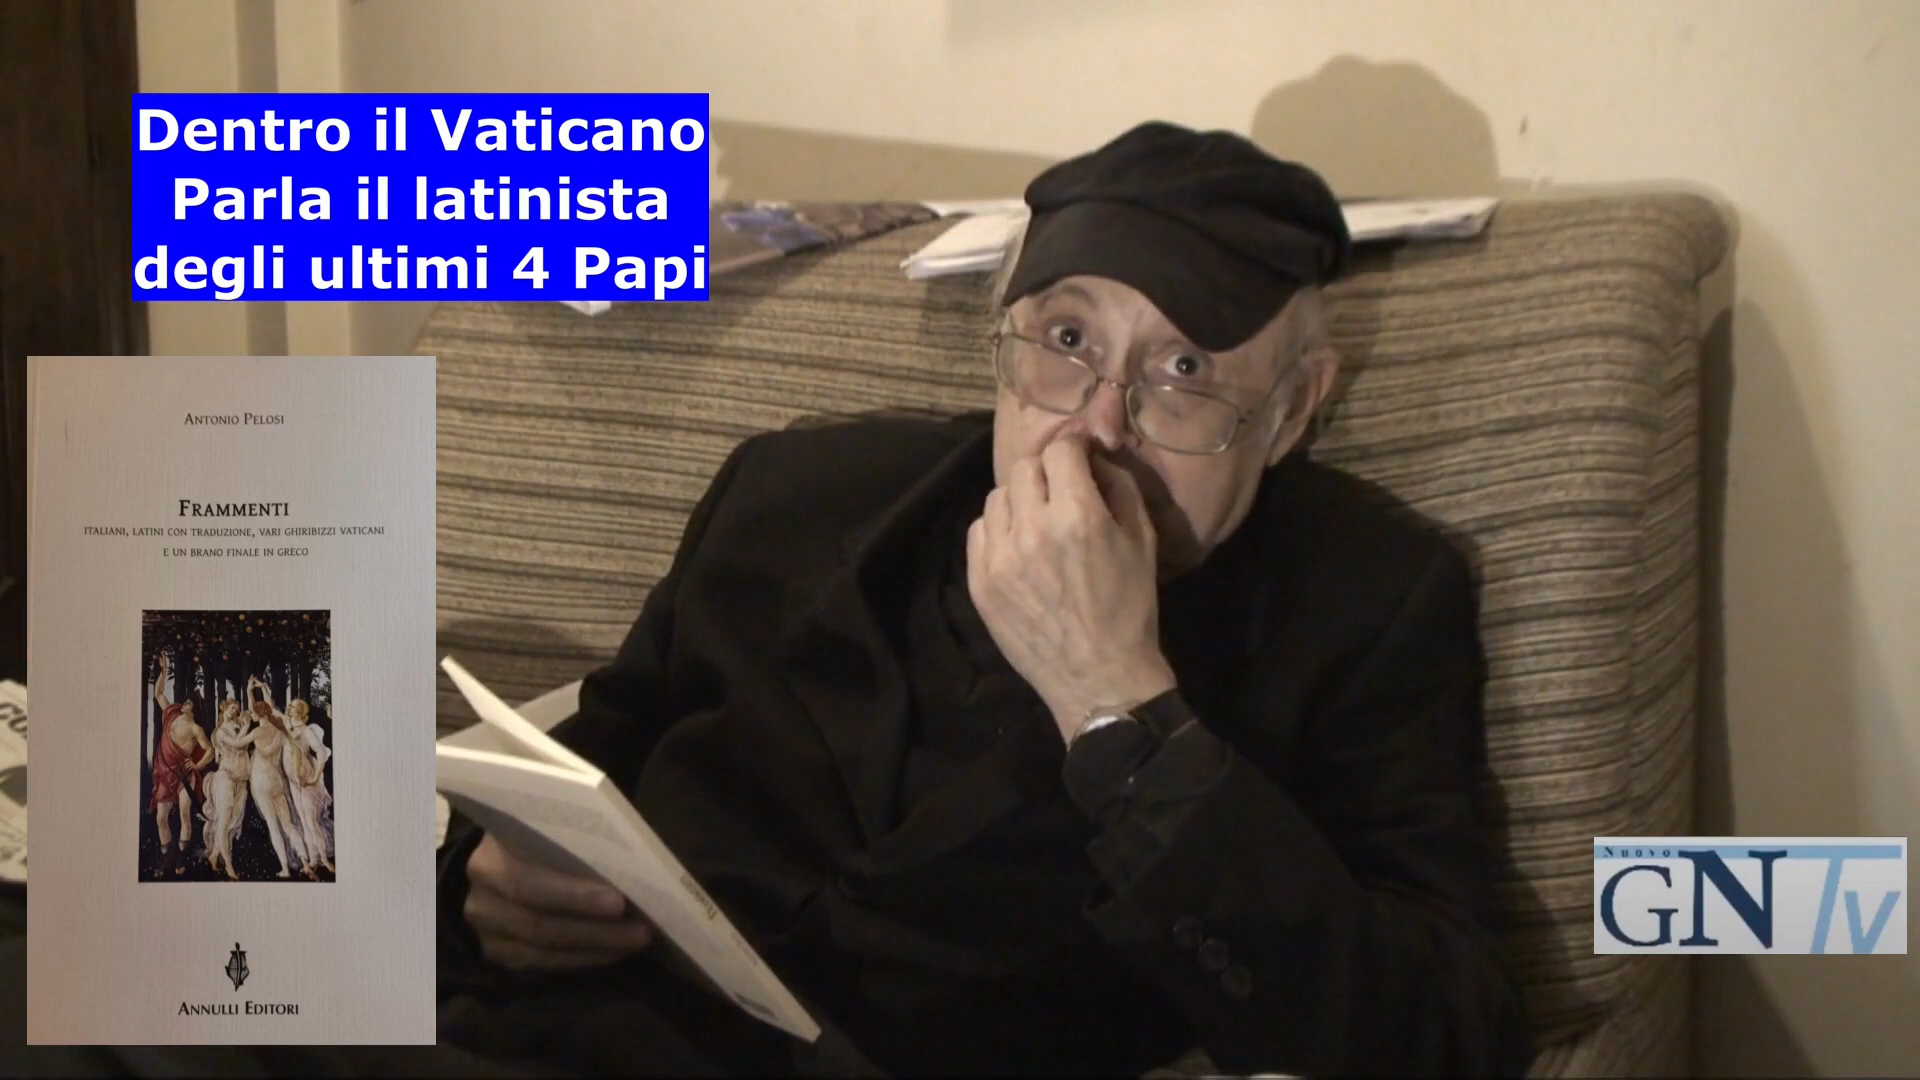 Dentro il Vaticano
Parla il latinista
degli ultimi 4 Papi
Antonio Pelosi
Frammenti
italiani, latini con traduzione, vari ghiribizzi vaticani
e un brano finale in greco
Annulli Editori
Nuovo
GN Tv